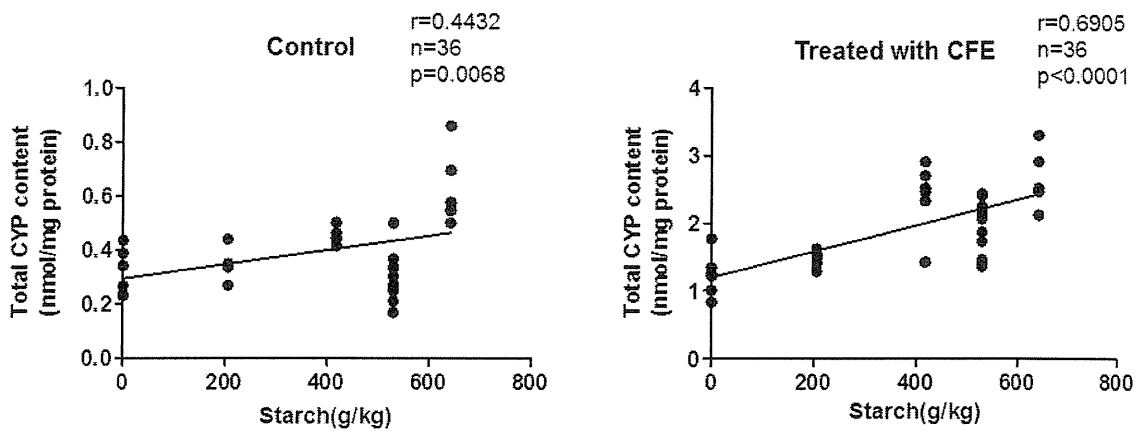 Control
r=0.4432
n=36
p=0.0068
Total CYP content
(nmol/mg protein)
1.0
0.8
0.6
0.4
0.2
0.0
0
200
400
600
800
Starch(g/kg)
Treated with CFE
r=0.6905
n=36
p<0.0001
Total CYP content
(nmol/mg protein)
4
3
2
1
0
0
200
400
600
800
Starch(g/kg)